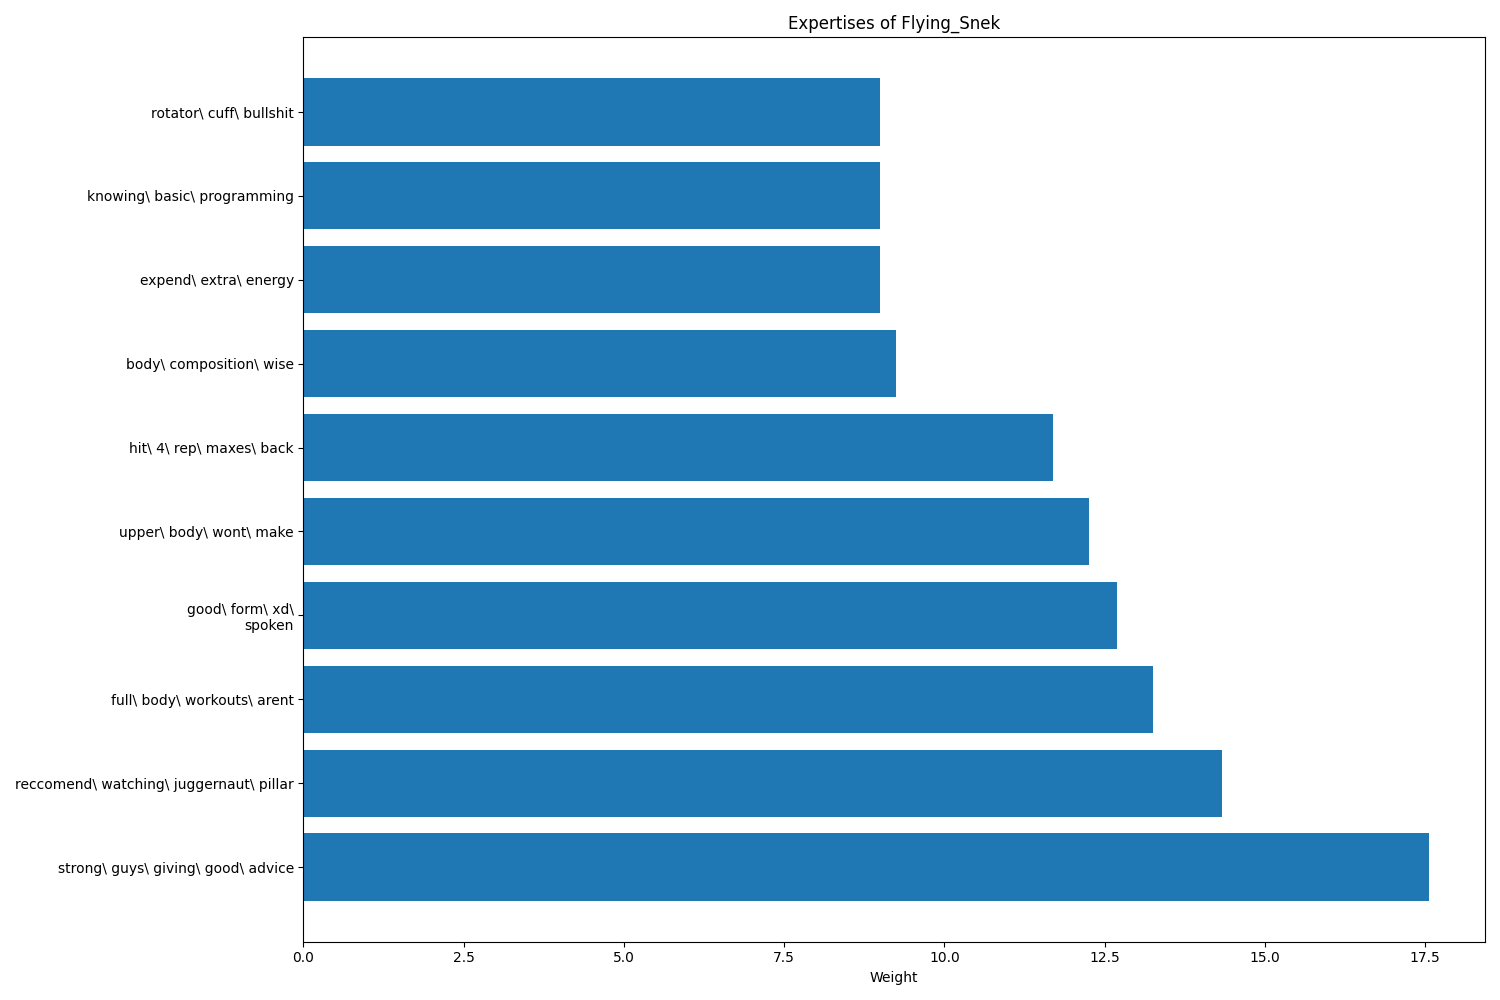 Expertises of Flying_Snek
rotator\ cuff\ bullshit
knowing\ basic\ programming
expend\ extra\ energy
body\ composition\ wise
hit\ 4\ rep\ maxes\ back
upper\ body\ wont\ make
good\ form\ xd\
spoken
full\ body\ workouts\ arent
reccomend\ watching\ juggernaut\ pillar
strong\ guys\ giving\ good\ advice
0.0 2.5 5.0 7.5 10.0 12.5 15.0 17.5
Weight